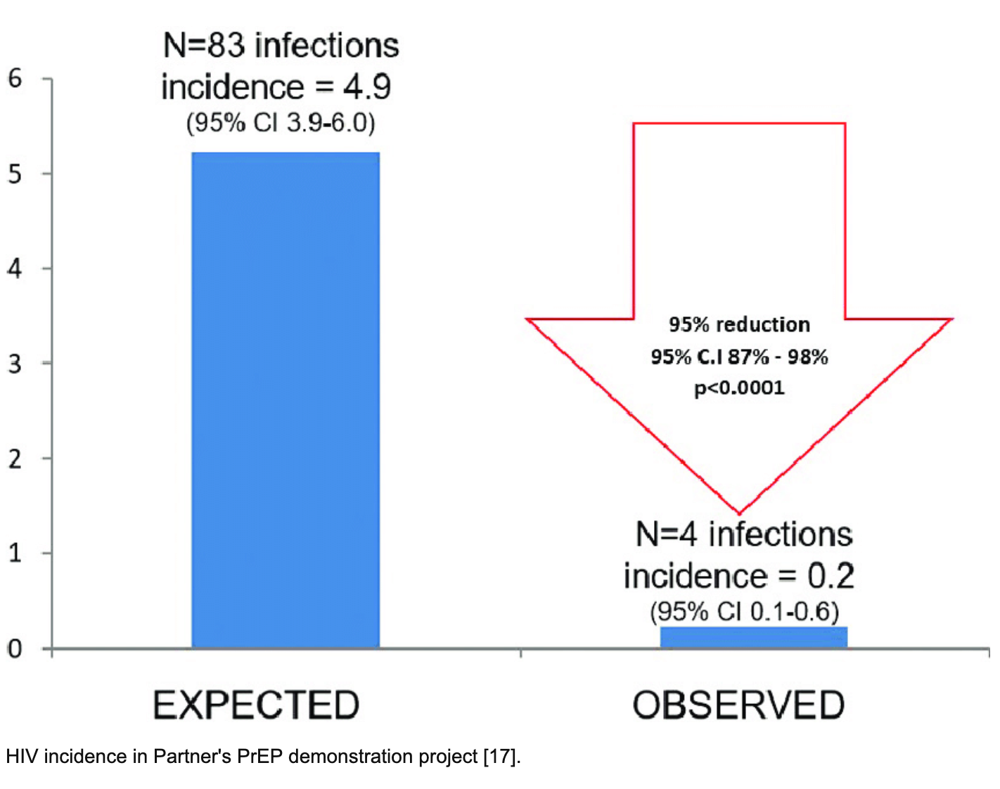 N=83 infections
incidence = 4.9
(95% CI 3.9-6.0)
6
5
4
3
2
1
0
95% reduction
95% C.I 87% - 98%
p<0.0001
N=4 infections
incidence = 0.2
(95% CI 0.1-0.6)
EXPECTED
OBSERVED
HIV incidence in Partner's PrEP demonstration project [17].